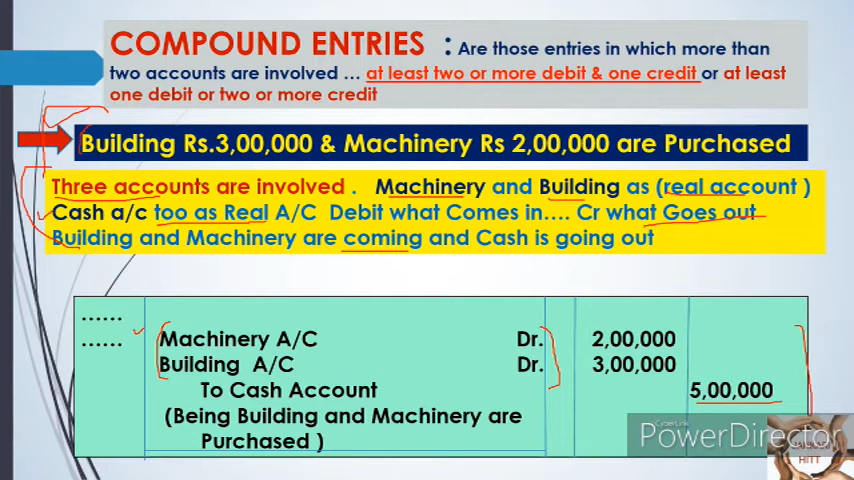 COMPOUND ENTRIES : Are those entries in which more than
two accounts are involved ... at least two or more debit & one credit or at least
one debit or two or more credit
Building Rs.3,00,000 & Machinery Rs 2,00,000 are Purchased
Three accounts are involved . Machinery and Building as (real account )
Cash a/c too as Real A/C Debit what Comes in.... Cr what Goes out
Building and Machinery are coming and Cash is going out
......
...... Machinery A/C Dr. 2,00,000
Building A/C Dr. 3,00,000
To Cash Account 5,00,000
(Being Building and Machinery are
Purchased )
CyberLink
PowerDirector
HITT